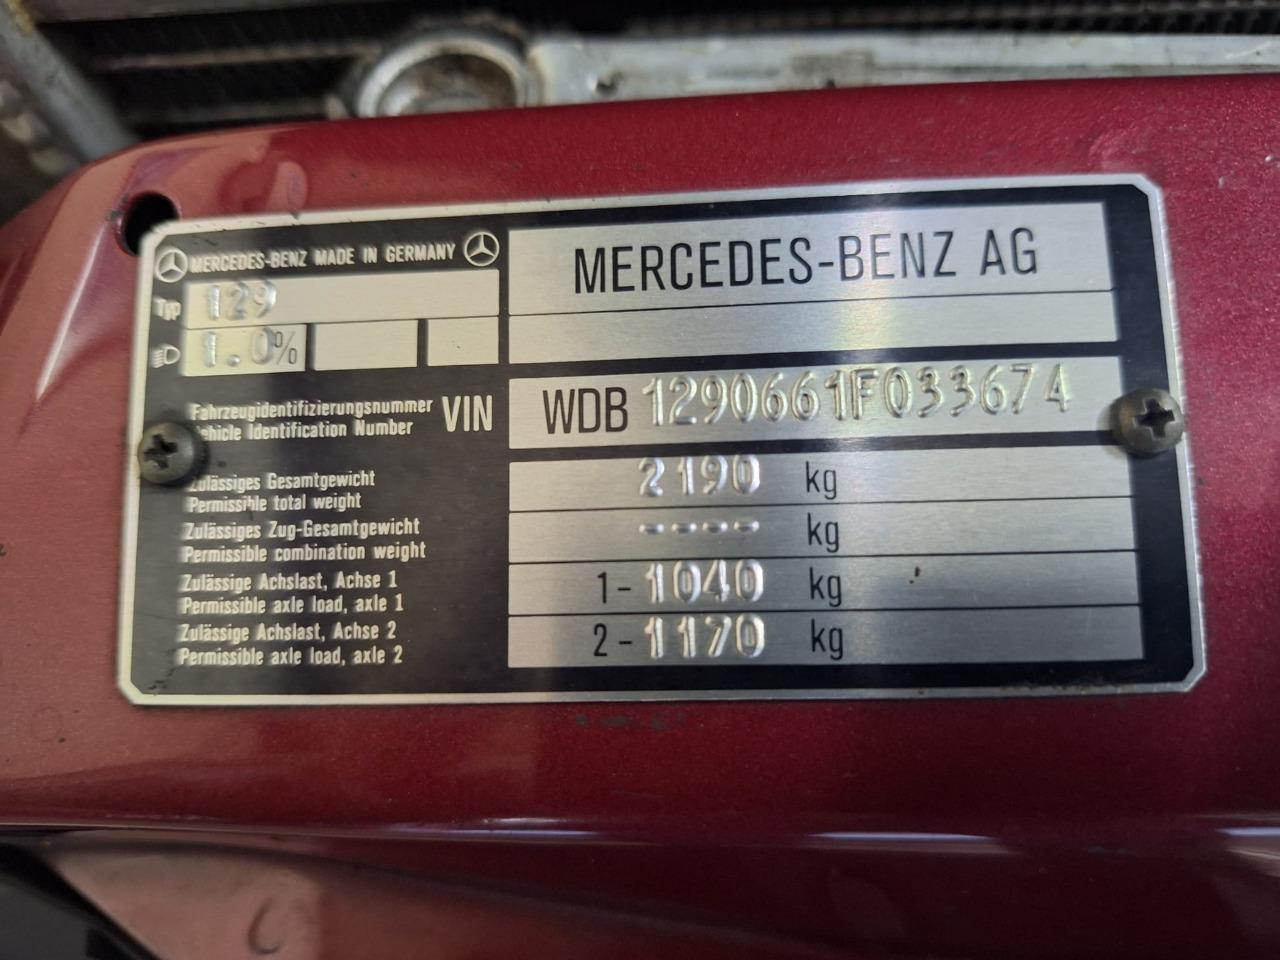 MERCEDES-BENZ MADE IN GERMANY
Typ 129
1.0%
MERCEDES-BENZ AG
Fahrzeugidentifizierungsnummer
Vehicle Identification Number
VIN
WDB 1290661F033674
Zulässiges Gesamtgewicht
Permissible total weight
2190 kg
Zulässiges Zug-Gesamtgewicht
Permissible combination weight
---- kg
Zulässige Achslast, Achse 1
Permissible axle load, axle 1
1- 1040 kg
Zulässige Achslast, Achse 2
Permissible axle load, axle 2
2- 1170 kg